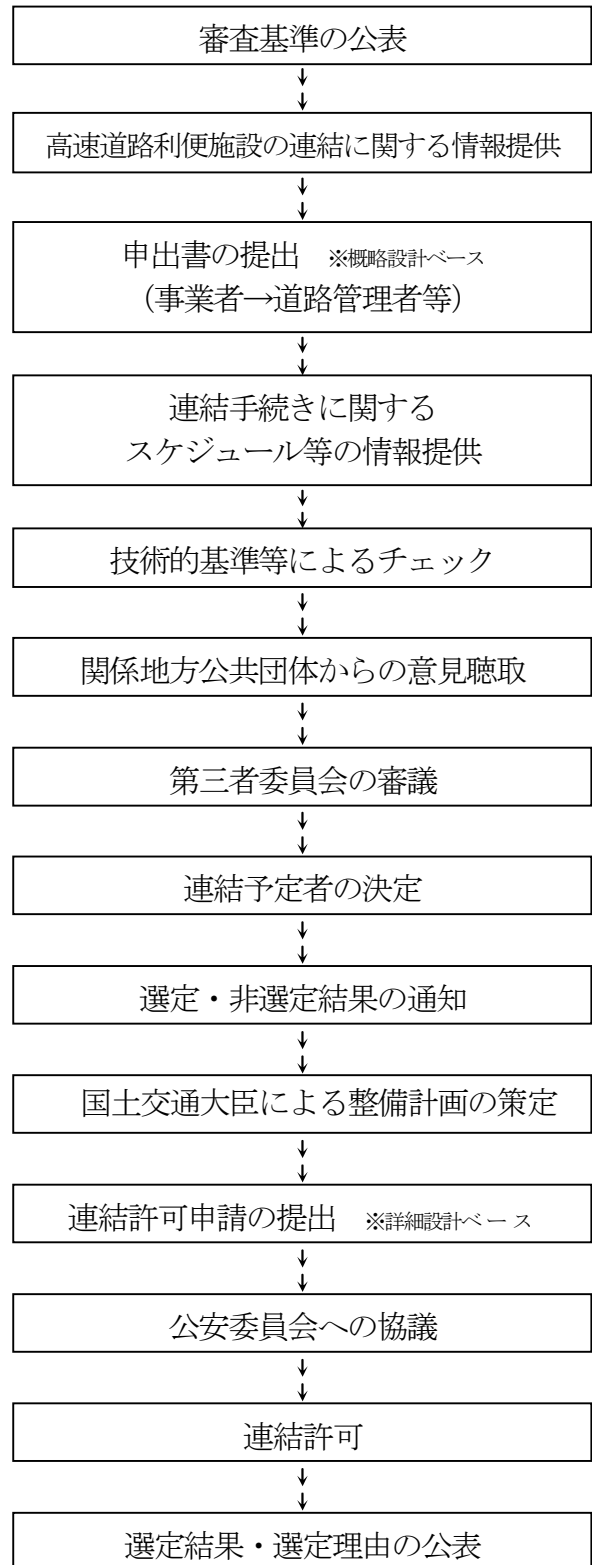 審査基準の公表
↓
↓
高速道路利便施設の連結に関する情報提供
↓
↓
申出書の提出　※概略設計ベース
（事業者→道路管理者等）
↓
↓
連結手続きに関する
スケジュール等の情報提供
↓
↓
技術的基準等によるチェック
↓
↓
関係地方公共団体からの意見聴取
↓
↓
第三者委員会の審議
↓
↓
連結予定者の決定
↓
↓
選定・非選定結果の通知
↓
↓
国土交通大臣による整備計画の策定
↓
↓
連結許可申請の提出　※詳細設計ベース
↓
↓
公安委員会への協議
↓
↓
連結許可
↓
↓
選定結果・選定理由の公表